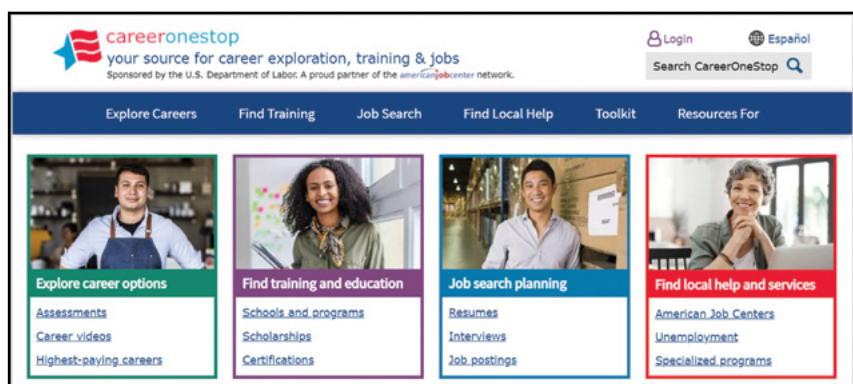 careeronestop
your source for career exploration, training & jobs
Sponsored by the U.S. Department of Labor. A proud partner of the americanjobcenter network.
Login
Español
Search CareerOneStop
Explore Careers Find Training Job Search Find Local Help Toolkit Resources For
Explore career options
Assessments
Career videos
Highest-paying careers
Find training and education
Schools and programs
Scholarships
Certifications
Job search planning
Resumes
Interviews
Job postings
Find local help and services
American Job Centers
Unemployment
Specialized programs